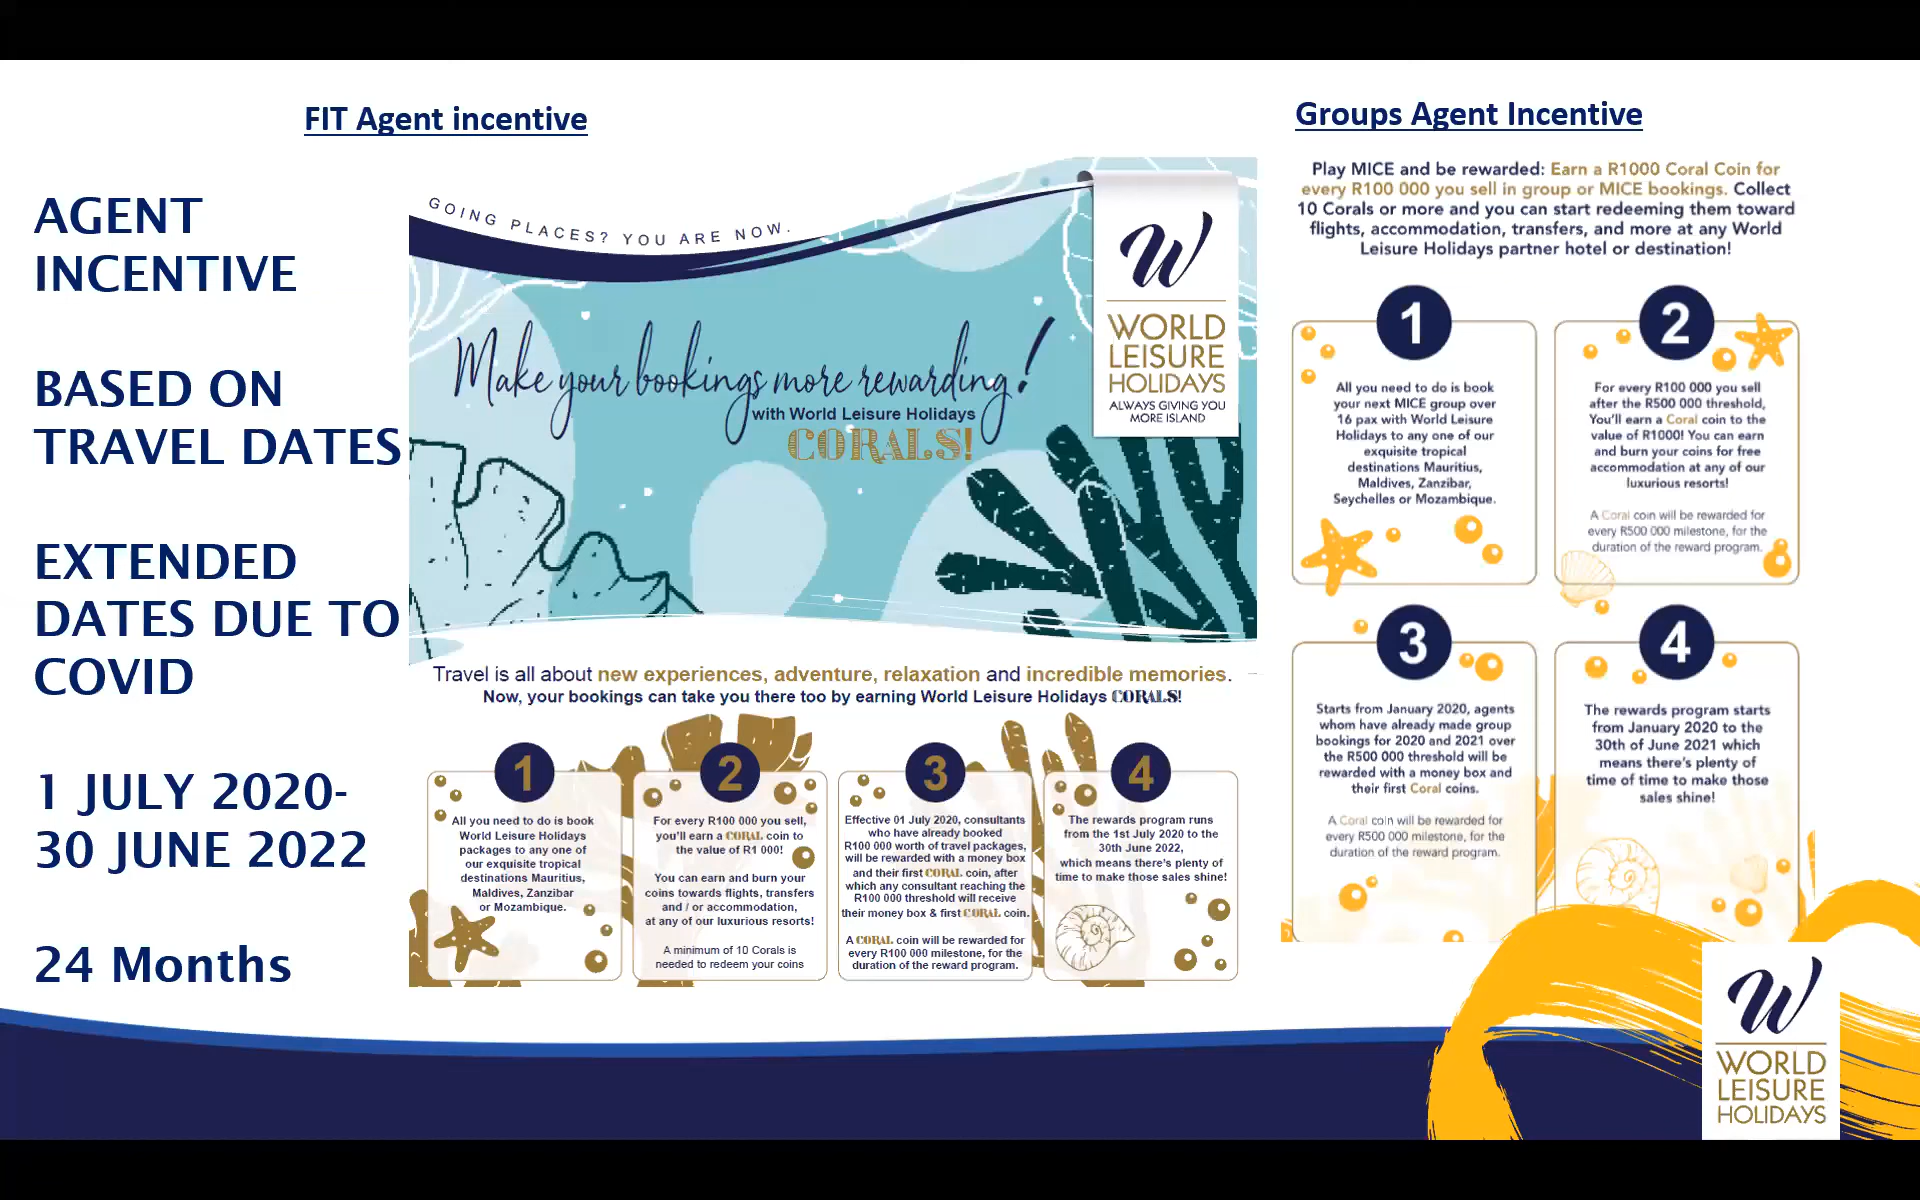 FIT Agent incentive
AGENT
INCENTIVE
BASED ON
TRAVEL DATES
EXTENDED
DATES DUE TO
COVID
1 JULY 2020-
30 JUNE 2022
24 Months
GOING PLACES? YOU ARE NOW.
Make your bookings more rewarding!
with World Leisure Holidays
CORALS!
W
WORLD
LEISURE
HOLIDAYS
ALWAYS GIVING YOU
MORE ISLAND
Travel is all about new experiences, adventure, relaxation and incredible memories.
Now, your bookings can take you there too by earning World Leisure Holidays CORALS!
1
All you need to do is book
World Leisure Holidays
packages to any one of
our exquisite tropical
destinations Mauritius,
Maldives, Zanzibar
or Mozambique.
2
For every R100 000 you sell,
you'll earn a CORAL coin to
the value of R1 000!
You can earn and burn your
coins towards flights, transfers
and / or accommodation,
at any of our luxurious resorts!
A minimum of 10 Corals is
needed to redeem your coins
3
Effective 01 July 2020, consultants
who have already booked
R100 000 worth of travel packages,
will be rewarded with a money box
and their first CORAL coin, after
which any consultant reaching the
R100 000 threshold will receive
their money box & first CORAL coin.
A CORAL coin will be rewarded for
every R100 000 milestone, for the
duration of the reward program.
4
The rewards program runs
from the 1st July 2020 to the
30th June 2022,
which means there's plenty of
time to make those sales shine!
Groups Agent Incentive
Play MICE and be rewarded: Earn a R1000 Coral Coin for
every R100 000 you sell in group or MICE bookings. Collect
10 Corals or more and you can start redeeming them toward
flights, accommodation, transfers, and more at any World
Leisure Holidays partner hotel or destination!
1
All you need to do is book
your next MICE group over
16 pax with World Leisure
Holidays to any one of our
exquisite tropical
destinations Mauritius,
Maldives, Zanzibar,
Seychelles or Mozambique.
2
For every R100 000 you sell
after the R500 000 threshold,
You'll earn a Coral coin to the
value of R1000! You can earn
and burn your coins for free
accommodation at any of our
luxurious resorts!
A Coral coin will be rewarded for
every R500 000 milestone, for the
duration of the reward program.
3
Starts from January 2020, agents
whom have already made group
bookings for 2020 and 2021 over
the R500 000 threshold will be
rewarded with a money box and
their first Coral coins.
A Coral coin will be rewarded for
every R500 000 milestone, for the
duration of the reward program.
4
The rewards program starts
from January 2020 to the
30th of June 2021 which
means there's plenty of
time of time to make those
sales shine!
W
WORLD
LEISURE
HOLIDAYS